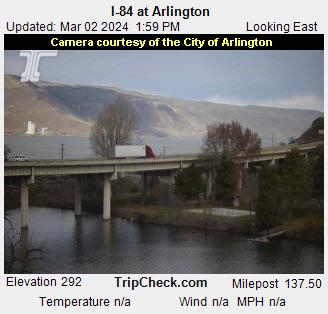 I-84 at Arlington
Updated: Mar 02 2024 1:59 PM Looking East
Camera courtesy of the City of Arlington
Elevation 292 TripCheck.com Milepost 137.50
Temperature n/a Wind n/a MPH n/a